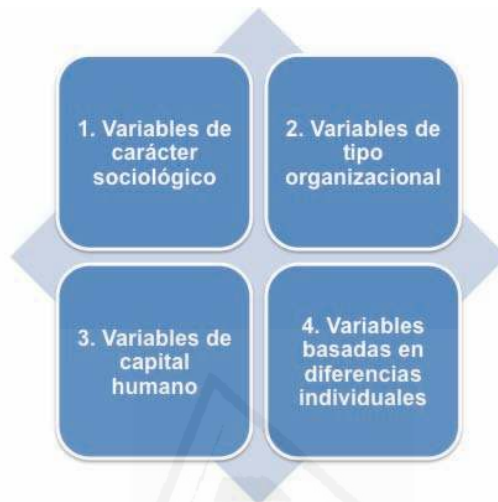 1. Variables de
carácter
sociológico
2. Variables de
tipo
organizacional
3. Variables de
capital
humano
4. Variables
basadas en
diferencias
individuales